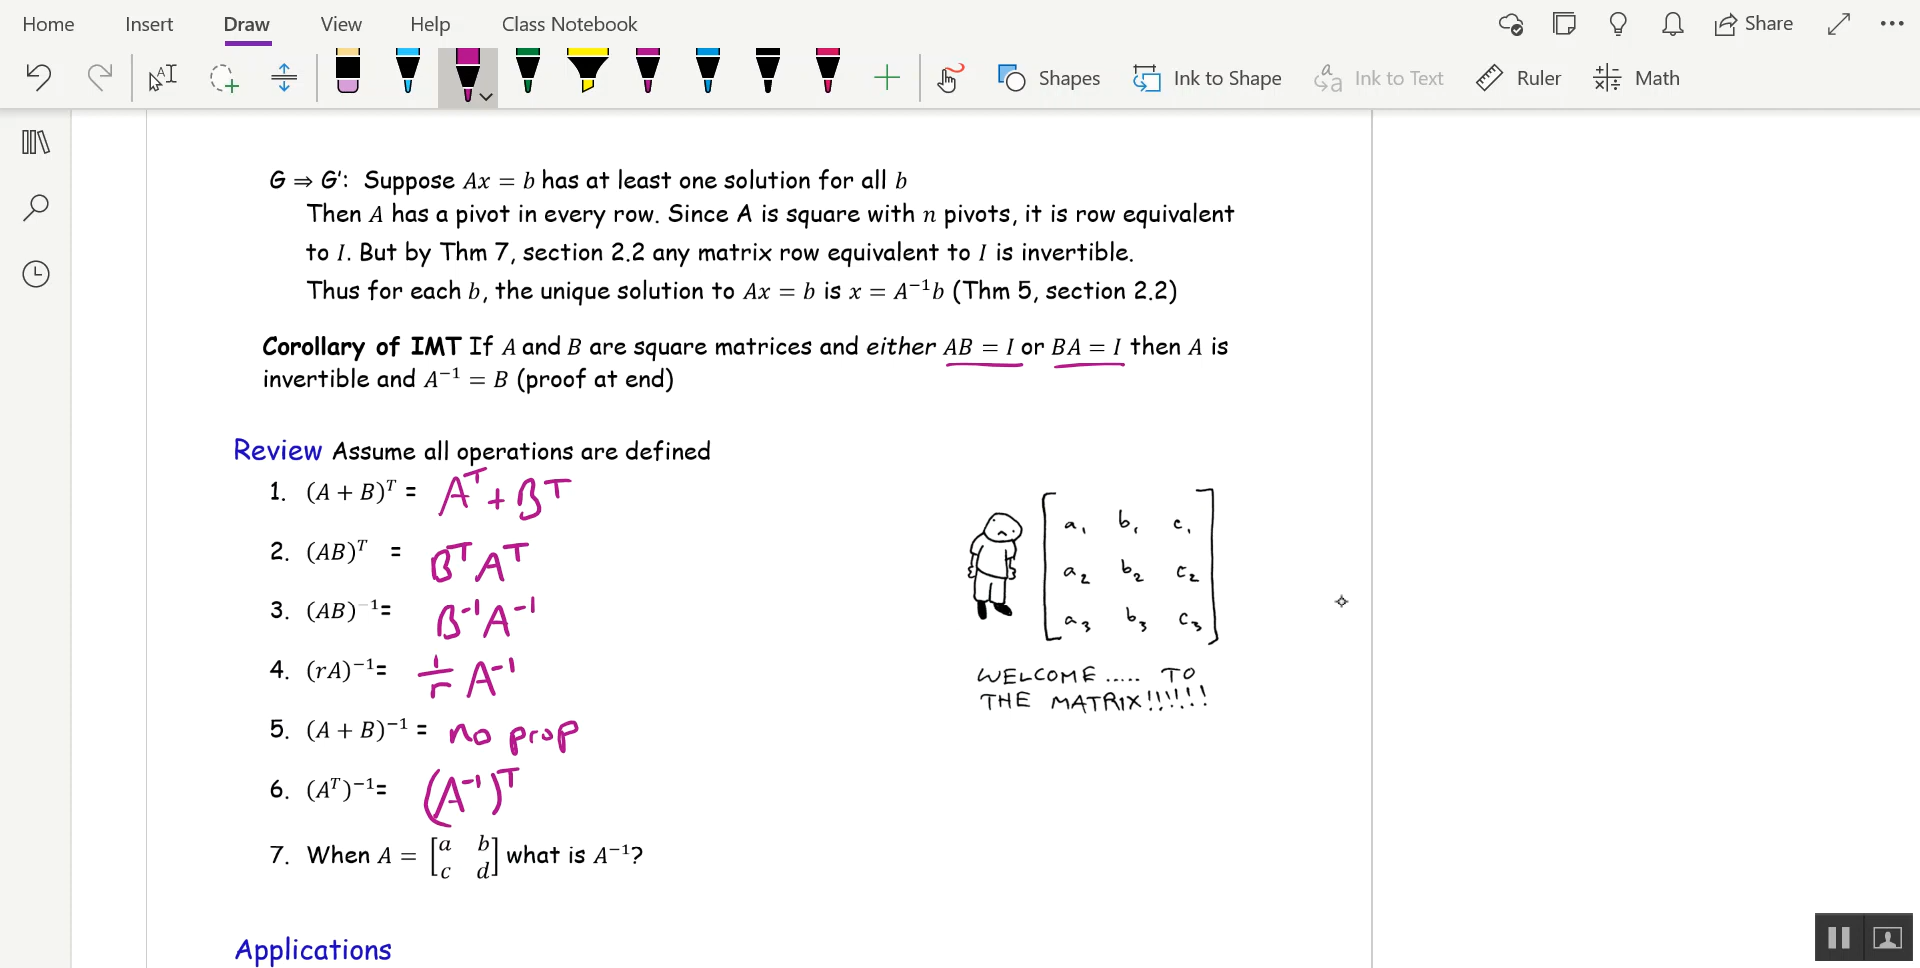 Home Insert Draw View Help Class Notebook Share
Shapes Ink to Shape Ink to Text Ruler Math
G ⇒ G': Suppose Ax = b has at least one solution for all b
Then A has a pivot in every row. Since A is square with n pivots, it is row equivalent
to I. But by Thm 7, section 2.2 any matrix row equivalent to I is invertible.
Thus for each b, the unique solution to Ax = b is x = A⁻¹b (Thm 5, section 2.2)
Corollary of IMT If A and B are square matrices and either AB = I or BA = I then A is
invertible and A⁻¹ = B (proof at end)
Review Assume all operations are defined
1. (A + B)ᵀ = Aᵀ + Bᵀ
2. (AB)ᵀ = Bᵀ Aᵀ
3. (AB)⁻¹= B⁻¹ A⁻¹
4. (rA)⁻¹= 1/r A⁻¹
5. (A + B)⁻¹ = no prop
6. (Aᵀ)⁻¹= (A⁻¹)ᵀ
7. When A = [a b
c d] what is A⁻¹?
a₁ b₁ c₁
a₂ b₂ c₂
a₃ b₃ c₃
WELCOME..... TO
THE MATRIX!!!!!!
Applications